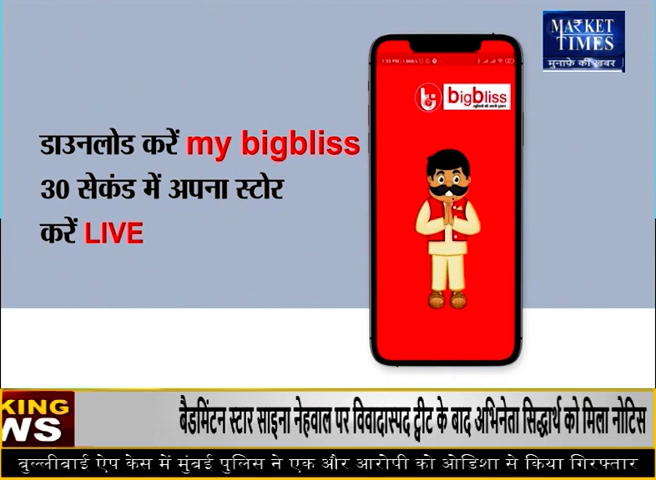 MARKET
TIMES
मुनाफे की खबर
bigbliss
डाउनलोड करें my bigbliss
30 सेकंड में अपना स्टोर
करें LIVE
KING
WS
बैडमिंटन स्टार साइना नेहवाल पर विवादास्पद ट्वीट के बाद अभिनेता सिद्धार्थ को मिला नोटिस
बुल्लीबाई ऐप केस में मुंबई पुलिस ने एक और आरोपी को ओडिशा से किया गिरफ्तार